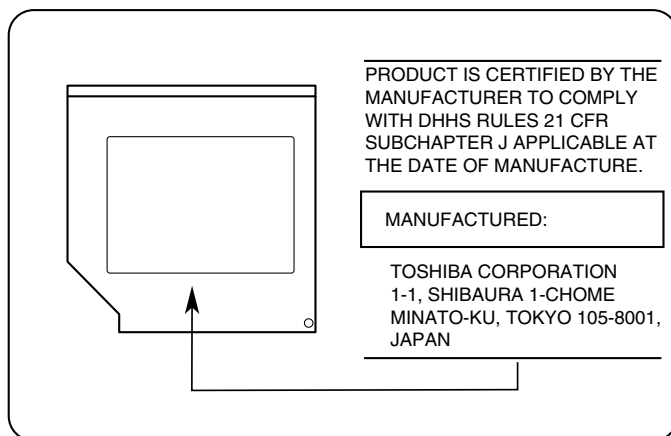 PRODUCT IS CERTIFIED BY THE
MANUFACTURER TO COMPLY
WITH DHHS RULES 21 CFR
SUBCHAPTER J APPLICABLE AT
THE DATE OF MANUFACTURE.
MANUFACTURED:
TOSHIBA CORPORATION
1-1, SHIBAURA 1-CHOME
MINATO-KU, TOKYO 105-8001,
JAPAN